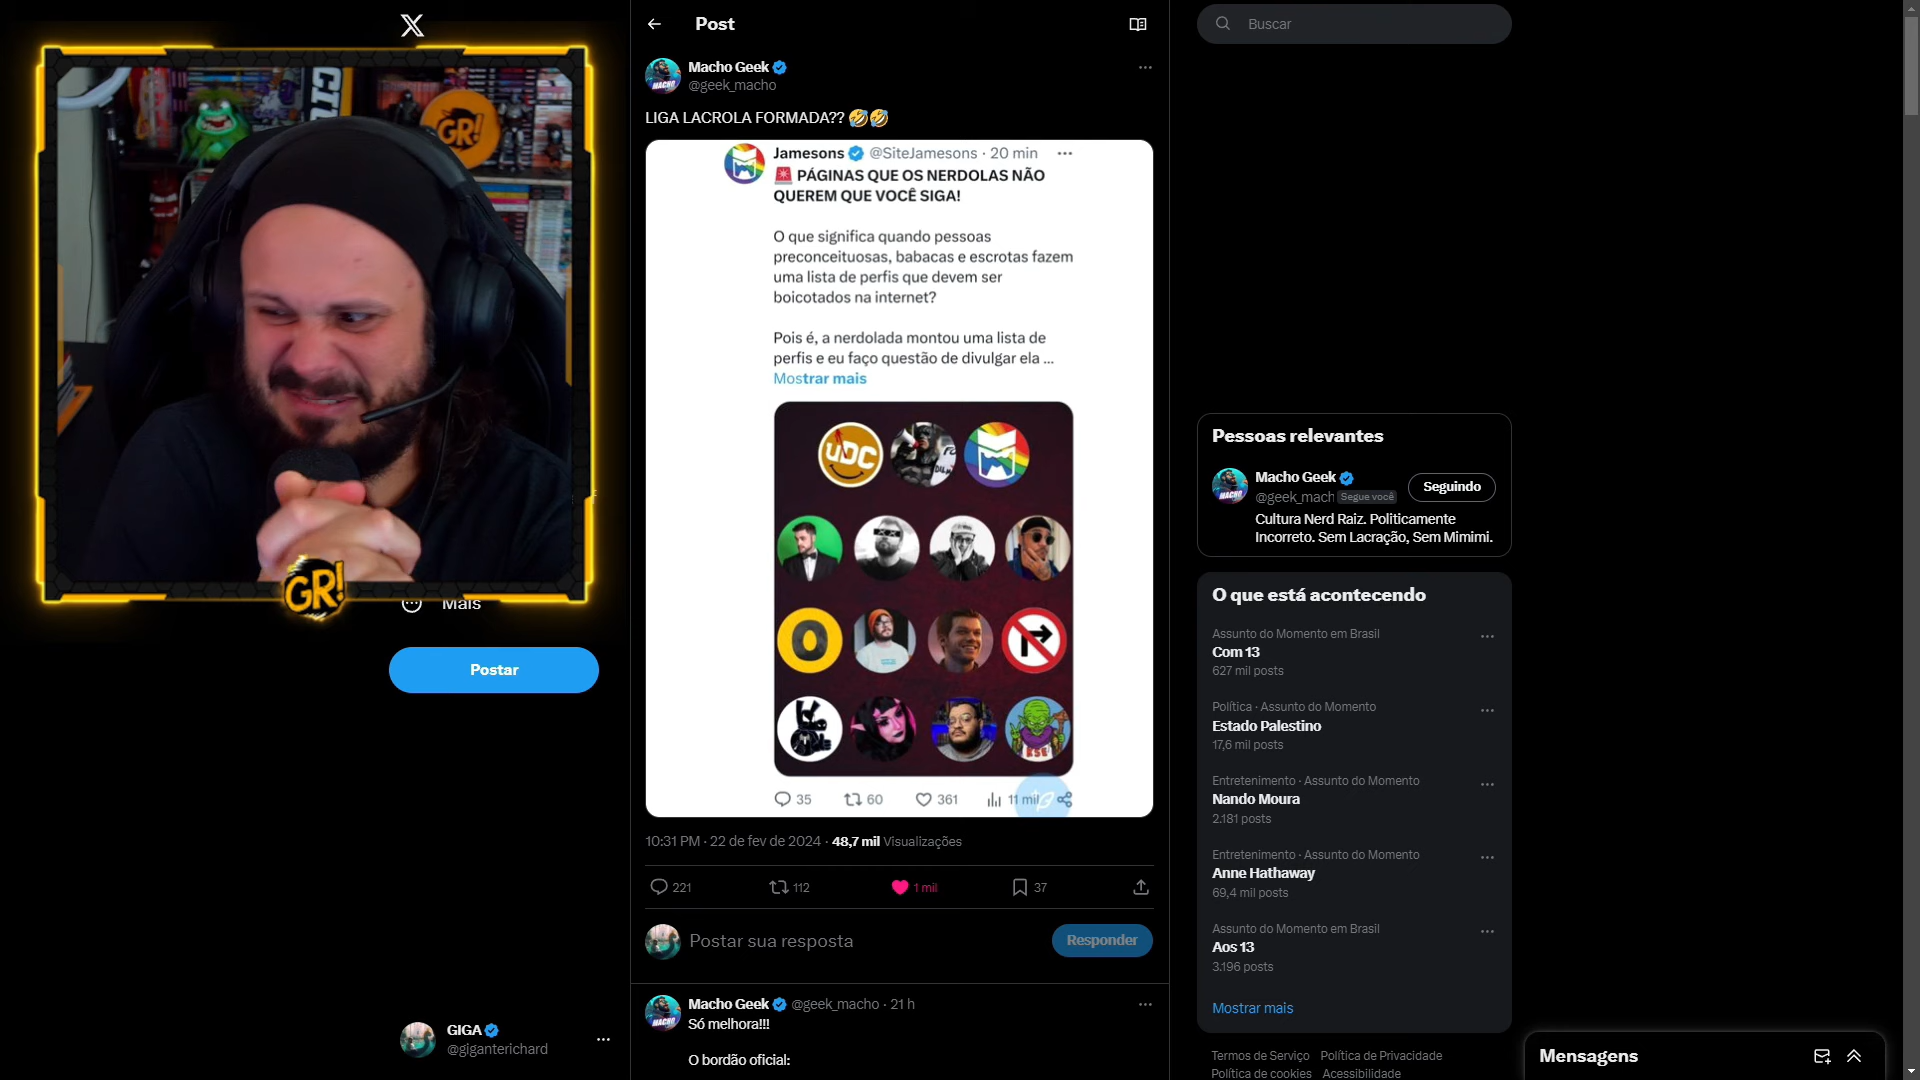 GR!
GR!
Mais
Postar
GIGA
@giganterichard
Post
Macho Geek
@geek_macho
LIGA LACROLA FORMADA?? 🤣🤣
Jamesons @SiteJamesons · 20 min
🚨 PÁGINAS QUE OS NERDOLAS NÃO
QUEREM QUE VOCÊ SIGA!
O que significa quando pessoas
preconceituosas, babacas e escrotas fazem
uma lista de perfis que devem ser
boicotados na internet?
Pois é, a nerdolada montou uma lista de
perfis e eu faço questão de divulgar ela ...
Mostrar mais
UDC
O
35 60 361 11 mil
10:31 PM · 22 de fev de 2024 · 48,7 mil Visualizações
221 112 1 mil 37
Postar sua resposta
Responder
Macho Geek @geek_macho · 21 h
Só melhora!!!
O bordão oficial:
Buscar
Pessoas relevantes
Macho Geek
@geek_mach Segue você
Seguindo
Cultura Nerd Raiz. Politicamente
Incorreto. Sem Lacração, Sem Mimimi.
O que está acontecendo
Assunto do Momento em Brasil
Com 13
627 mil posts
Política · Assunto do Momento
Estado Palestino
17,6 mil posts
Entretenimento · Assunto do Momento
Nando Moura
2.181 posts
Entretenimento · Assunto do Momento
Anne Hathaway
69,4 mil posts
Assunto do Momento em Brasil
Aos 13
3.196 posts
Mostrar mais
Termos de Serviço Política de Privacidade
Política de cookies Acessibilidade
Mensagens